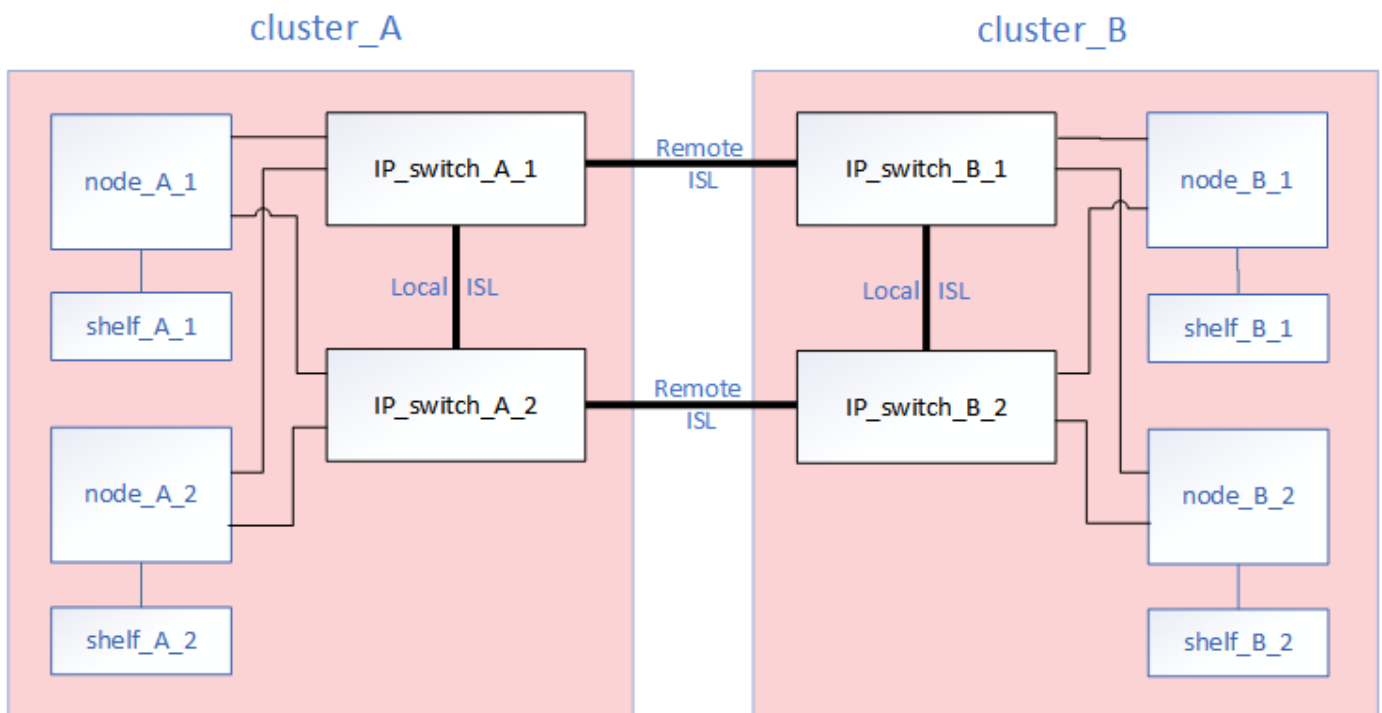 cluster_A
cluster_B
node_A_1
IP_switch_A_1
Remote
ISL
IP_switch_B_1
node_B_1
Local ISL
Local ISL
shelf_A_1
shelf_B_1
IP_switch_A_2
Remote
ISL
IP_switch_B_2
node_A_2
node_B_2
shelf_A_2
shelf_B_2